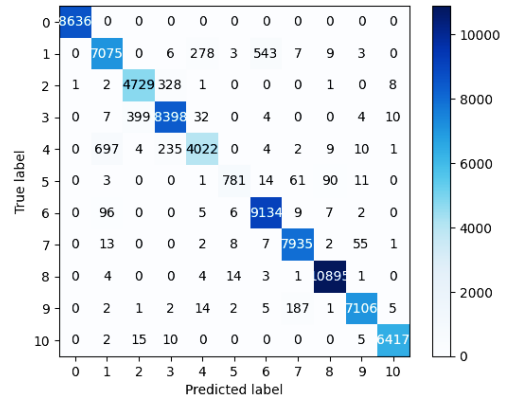 0 8636 0 0 0 0 0 0 0 0 0 0
1 0 7075 0 6 278 3 543 7 9 3 0
2 1 2 4729 328 1 0 0 0 1 0 8
3 0 7 399 8398 32 0 4 0 0 4 10
4 0 697 4 235 4022 0 4 2 9 10 1
5 0 3 0 0 1 781 14 61 90 11 0
6 0 96 0 0 5 6 9134 9 7 2 0
7 0 13 0 0 2 8 7 7935 2 55 1
8 0 4 0 0 4 14 3 1 10895 1 0
9 0 2 1 2 14 2 5 187 1 7106 5
10 0 2 15 10 0 0 0 0 0 5 6417
0 1 2 3 4 5 6 7 8 9 10
Predicted label
True label
10000
8000
6000
4000
2000
0